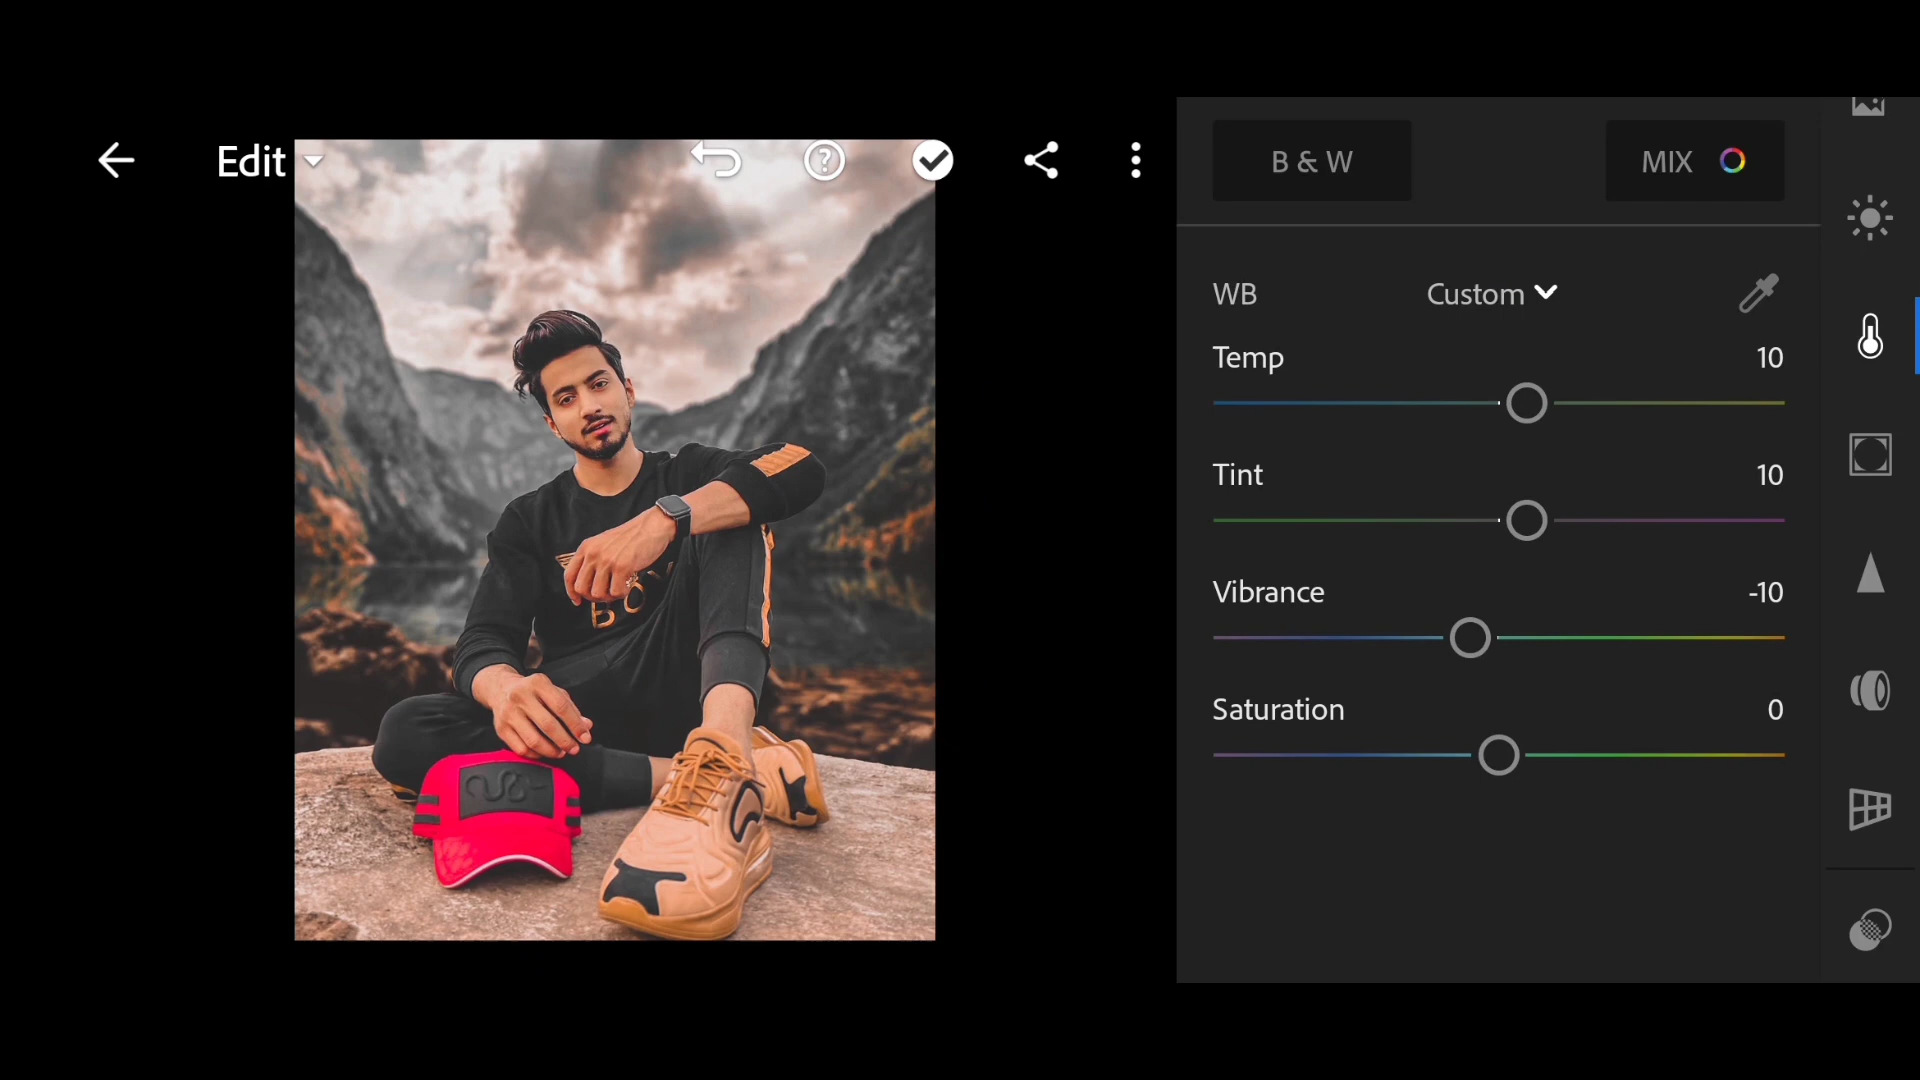 Edit
B & W
MIX
WB
Custom
Temp
10
Tint
10
Vibrance
-10
Saturation
0
BOY